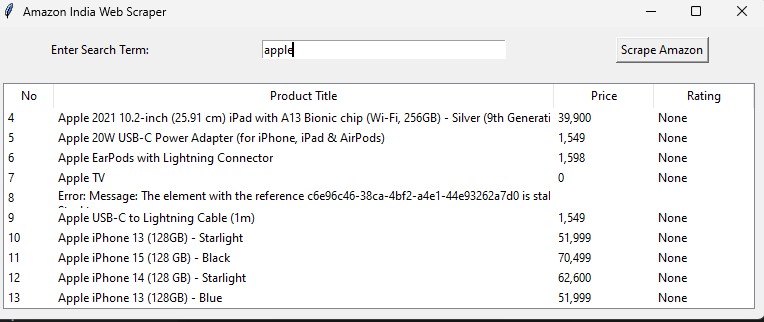 Amazon India Web Scraper
Enter Search Term: apple Scrape Amazon
No Product Title Price Rating
4 Apple 2021 10.2-inch (25.91 cm) iPad with A13 Bionic chip (Wi-Fi, 256GB) - Silver (9th Generati 39,900 None
5 Apple 20W USB-C Power Adapter (for iPhone, iPad & AirPods) 1,549 None
6 Apple EarPods with Lightning Connector 1,598 None
7 Apple TV 0 None
8 Error: Message: The element with the reference c6e96c46-38ca-4bf2-a4e1-44e93262a7d0 is stal
9 Apple USB-C to Lightning Cable (1m) 1,549 None
10 Apple iPhone 13 (128GB) - Starlight 51,999 None
11 Apple iPhone 15 (128 GB) - Black 70,499 None
12 Apple iPhone 14 (128 GB) - Starlight 62,600 None
13 Apple iPhone 13 (128GB) - Blue 51,999 None